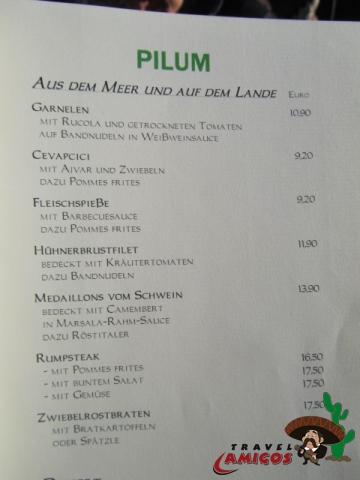 PILUM
AUS DEM MEER UND AUF DEM LANDE EURO
GARNELEN 10,90
MIT RUCOLA UND GETROCKNETEN TOMATEN
AUF BANDNUDELN IN WEIßWEINSAUCE
CEVAPCICI 9,20
MIT AJVAR UND ZWIEBELN
DAZU POMMES FRITES
FLEISCHSPIEßE 9,20
MIT BARBECUESAUCE
DAZU POMMES FRITES
HÜHNERBRUSTFILET 11,90
BEDECKT MIT KRÄUTERTOMATEN
DAZU BANDNUDELN
MEDAILLONS VOM SCHWEIN 13,90
BEDECKT MIT CAMEMBERT
IN MARSALA-RAHM-SAUCE
DAZU RÖSTITALER
RUMPSTEAK 16,50
- MIT POMMES FRITES 17,50
- MIT BUNTEM SALAT 17,50
- MIT GEMÜSE
ZWIEBELROSTBRATEN 17,50
MIT BRATKARTOFFELN
ODER SPÄTZLE
TRAVEL
AMIGOS